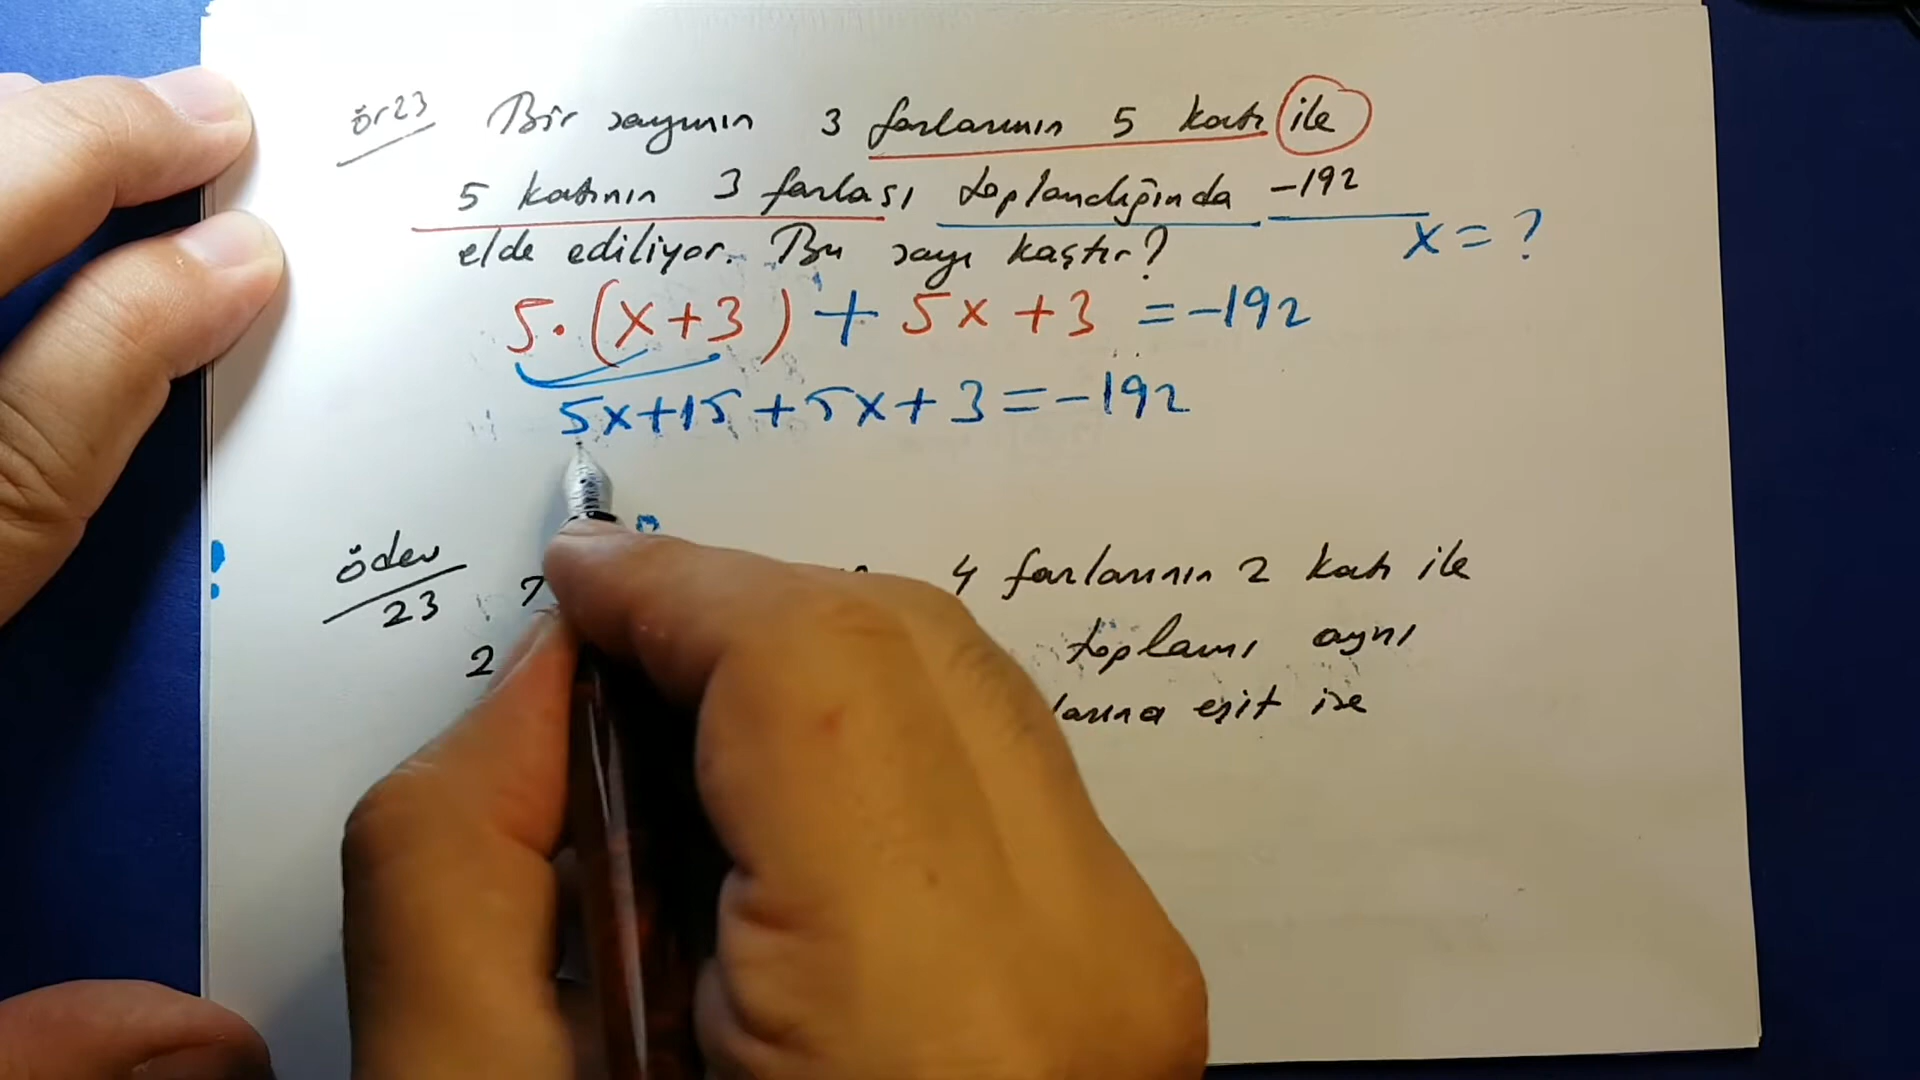 ör23 Bir sayının 3 fazlasının 5 katı ile
5 katının 3 fazlası toplandığında -192
elde ediliyor. Bu sayı kaçtır? x = ?
5.(x+3) + 5x +3 = -192
5x+15+5x+3=-192
ödev 4 fazlasının 2 katı ile
23
2 toplamı aynı
eşit ise